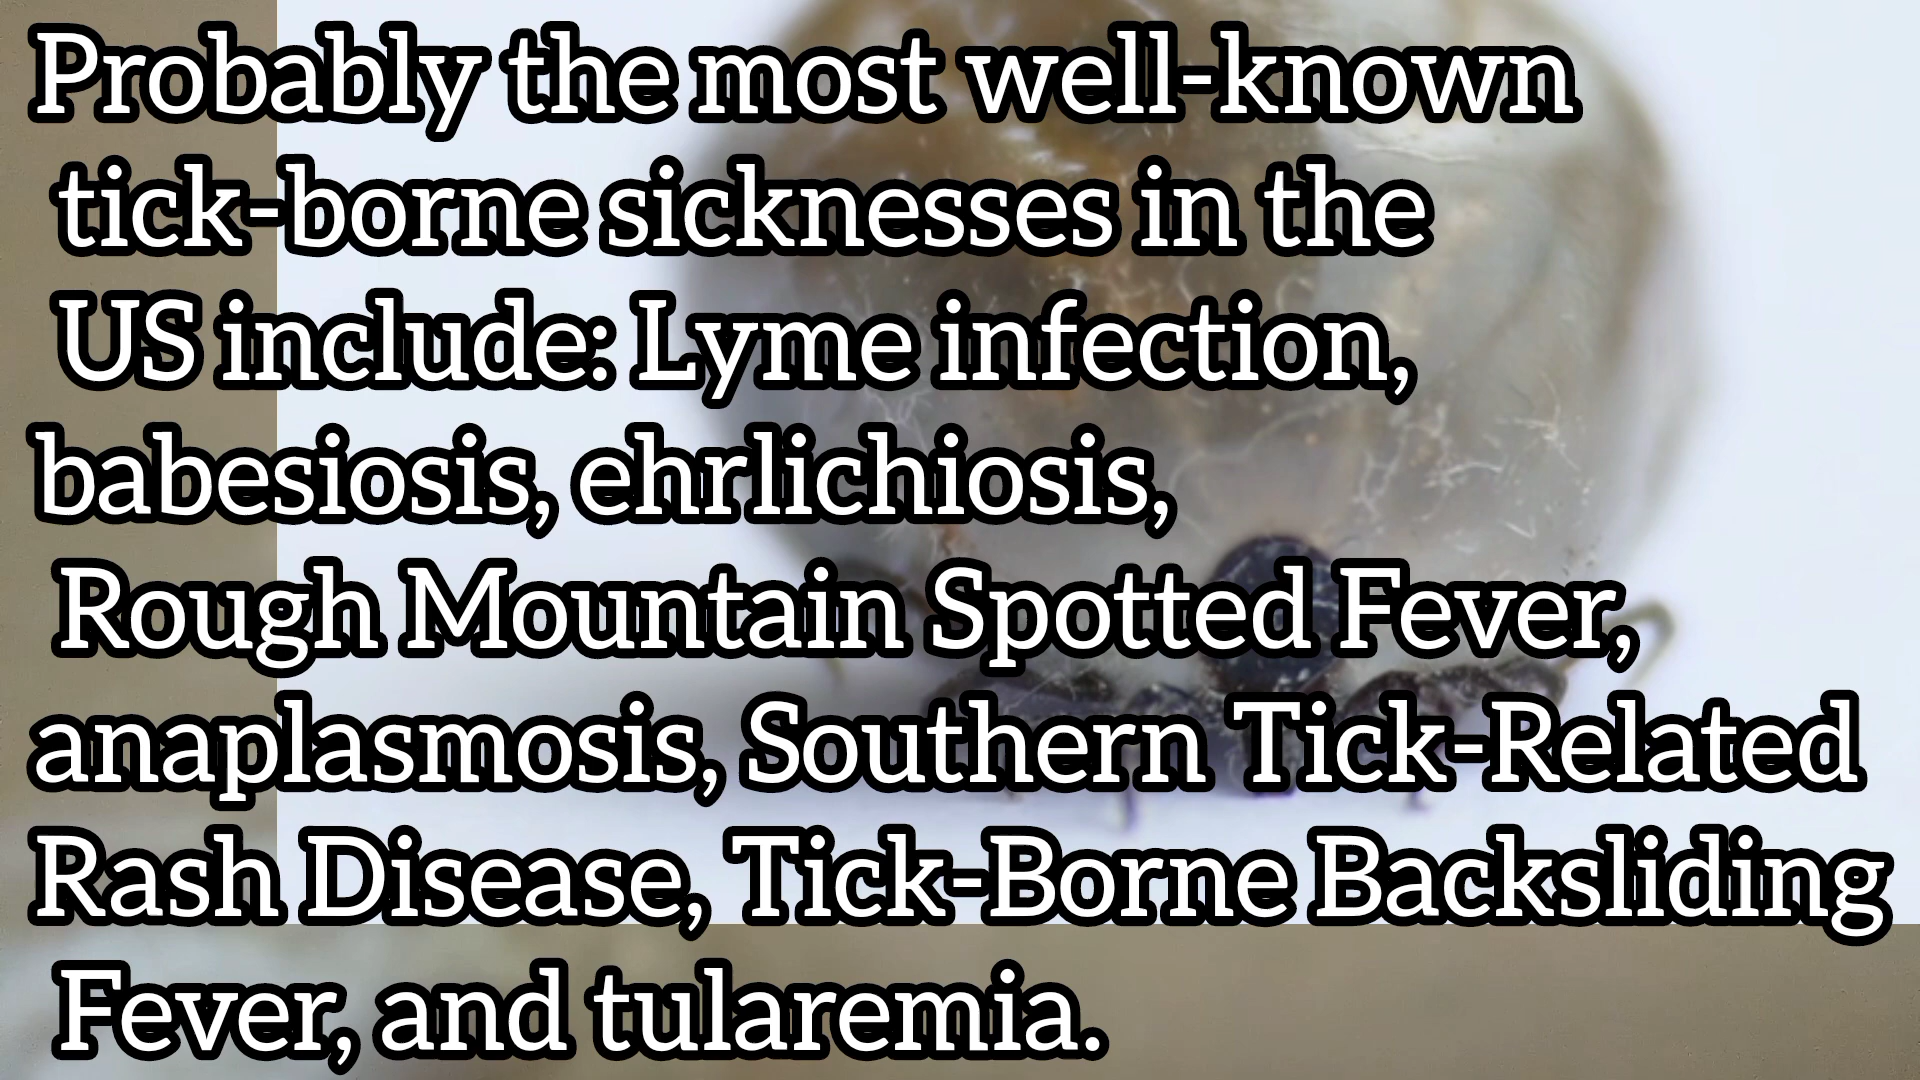 Probably the most well-known
tick-borne sicknesses in the
US include: Lyme infection,
babesiosis, ehrlichiosis,
Rough Mountain Spotted Fever,
anaplasmosis, Southern Tick-Related
Rash Disease, Tick-Borne Backsliding
Fever, and tularemia.